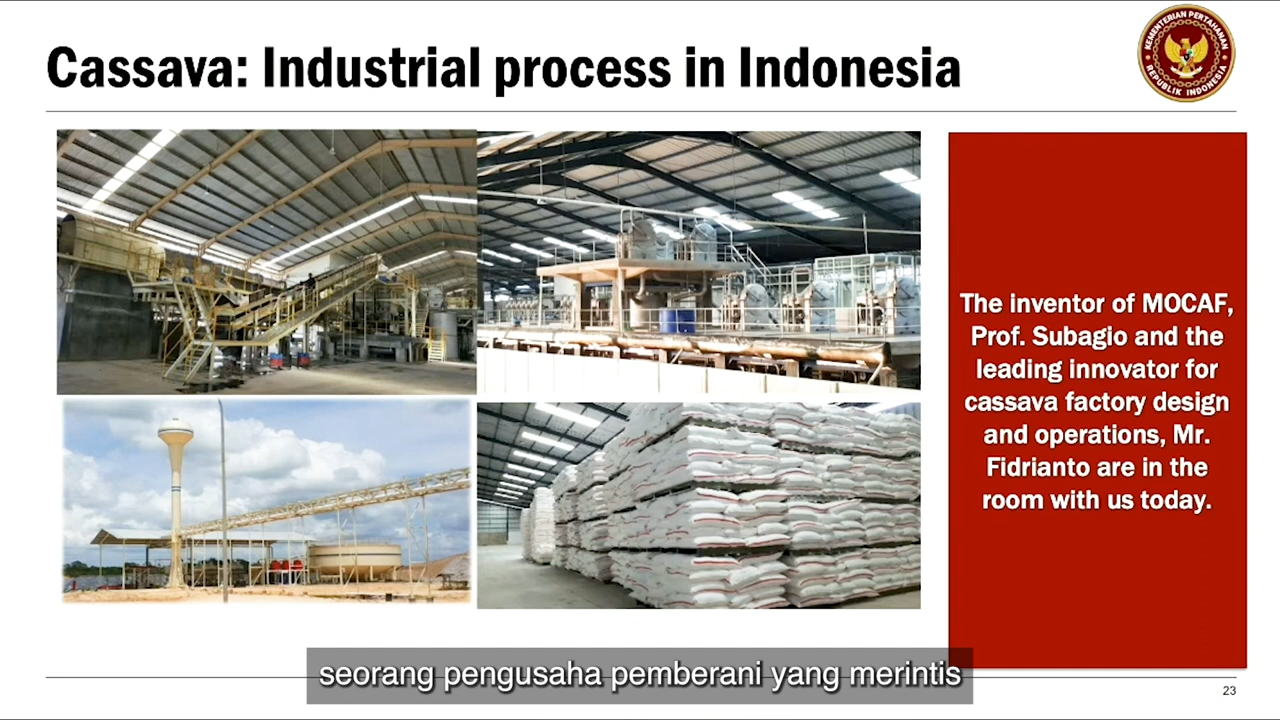 Cassava: Industrial process in Indonesia
KEMENTERIAN PERTAHANAN
REPUBLIK INDONESIA
The inventor of MOCAF,
Prof. Subagio and the
leading innovator for
cassava factory design
and operations, Mr.
Fidrianto are in the
room with us today.
seorang pengusaha pemberani yang merintis
23